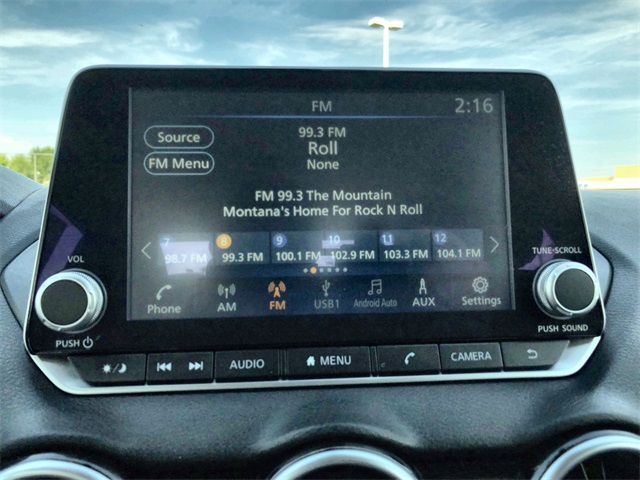 FM 2:16
Source
FM Menu
99.3 FM
Roll
None
FM 99.3 The Mountain
Montana's Home For Rock N Roll
7 8 9 10 11 12
98.7 FM 99.3 FM 100.1 FM 102.9 FM 103.3 FM 104.1 FM
Phone AM FM USB1 Android Auto AUX Settings
VOL
PUSH
TUNE•SCROLL
PUSH SOUND
AUDIO MENU CAMERA